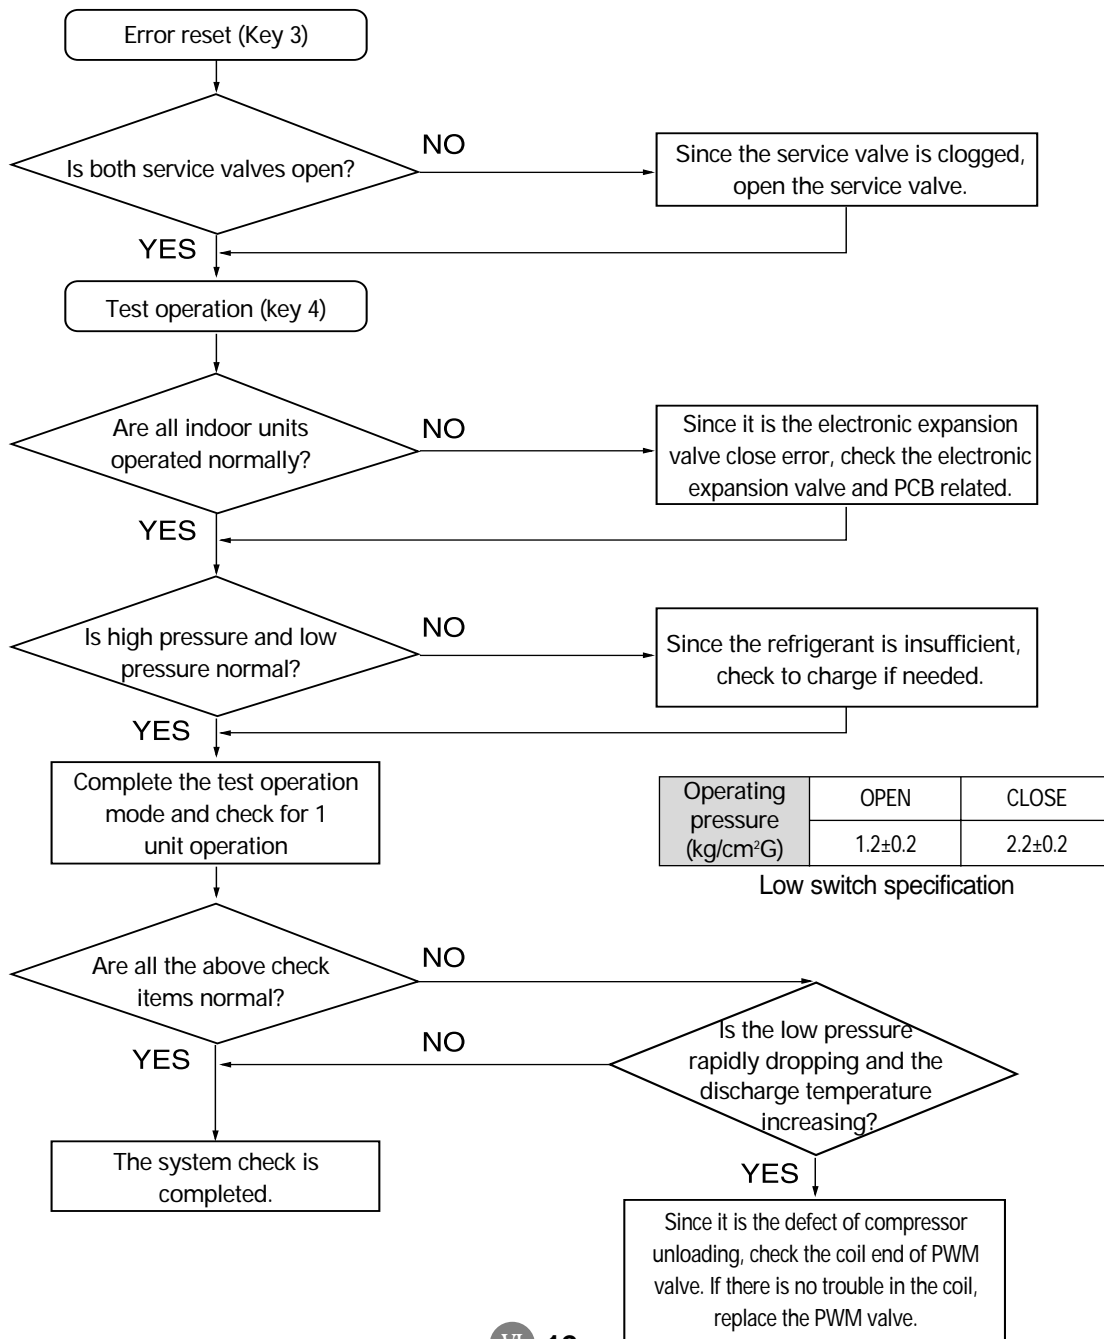 Error reset (Key 3)
Is both service valves open?
NO
Since the service valve is clogged,
open the service valve.
YES
Test operation (key 4)
Are all indoor units
operated normally?
NO
Since it is the electronic expansion
valve close error, check the electronic
expansion valve and PCB related.
YES
Is high pressure and low
pressure normal?
NO
Since the refrigerant is insufficient,
check to charge if needed.
YES
Complete the test operation
mode and check for 1
unit operation
Operating
pressure
(kg/cm²G)
OPEN
CLOSE
1.2±0.2
2.2±0.2
Low switch specification
Are all the above check
items normal?
NO
Is the low pressure
rapidly dropping and the
discharge temperature
increasing?
NO
YES
The system check is
completed.
YES
Since it is the defect of compressor
unloading, check the coil end of PWM
valve. If there is no trouble in the coil,
replace the PWM valve.